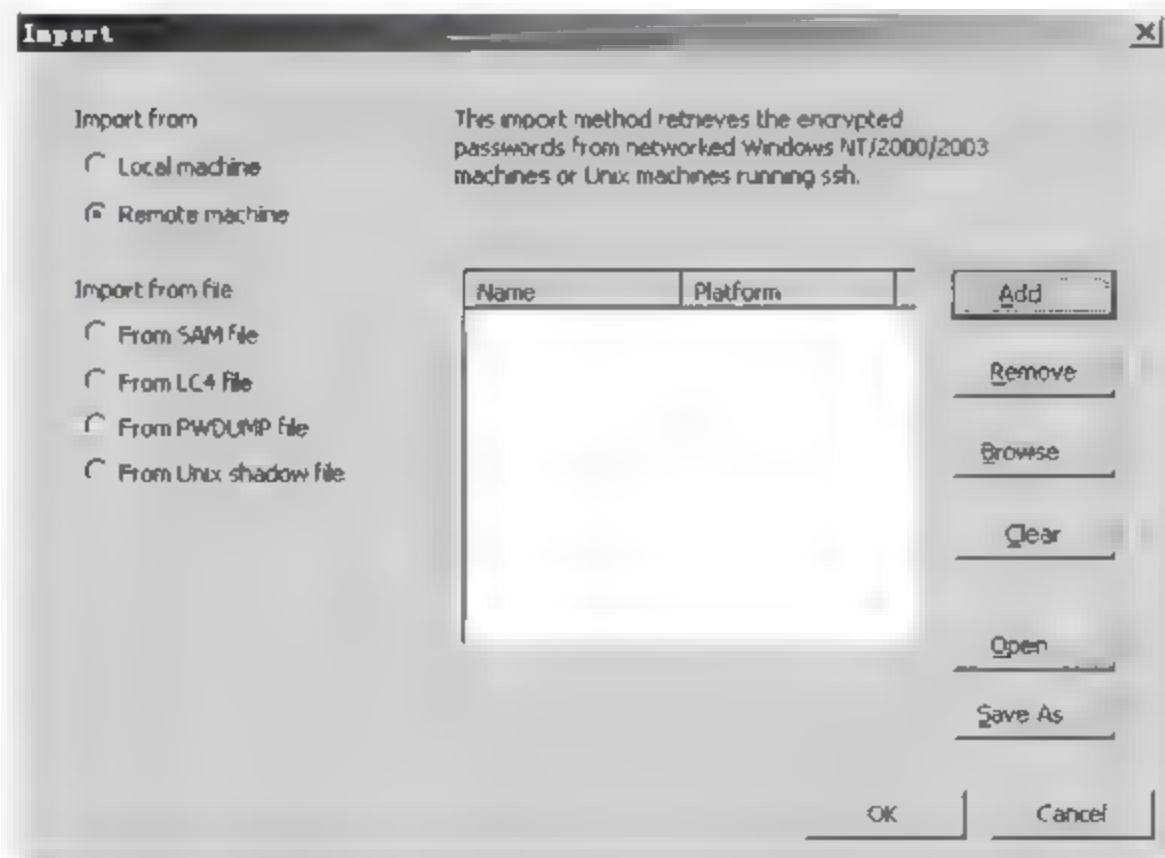 Import
Import from
Local machine
Remote machine
Import from file
From SAM file
From LC4 file
From PWDUMP file
From Unix shadow file
This import method retrieves the encrypted
passwords from networked Windows NT/2000/2003
machines or Unix machines running ssh.
Name Platform
Add
Remove
Browse
Clear
Open
Save As
OK Cancel